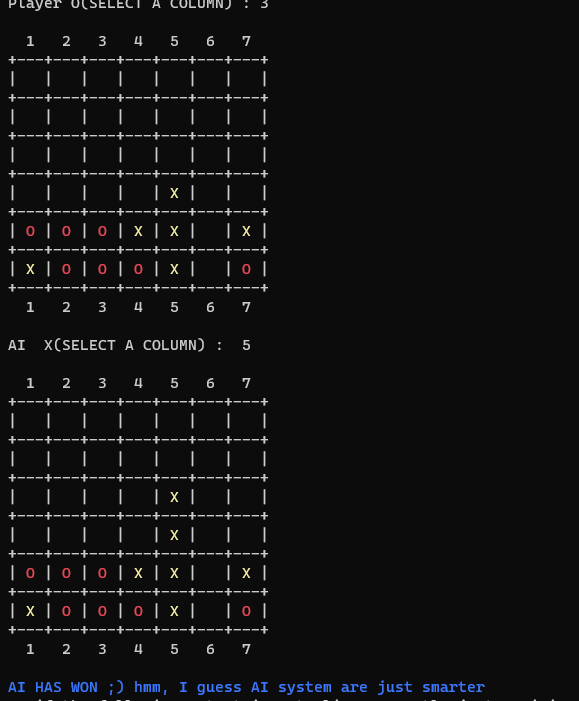 Player O(SELECT A COLUMN) : 3
1 2 3 4 5 6 7
+---+---+---+---+---+---+---+
| | | | | | | |
+---+---+---+---+---+---+---+
| | | | | | | |
+---+---+---+---+---+---+---+
| | | | | | | |
+---+---+---+---+---+---+---+
| | | | | X | | |
+---+---+---+---+---+---+---+
| O | O | O | X | X | | X |
+---+---+---+---+---+---+---+
| X | O | O | O | X | | O |
+---+---+---+---+---+---+---+
1 2 3 4 5 6 7
AI X(SELECT A COLUMN) : 5
1 2 3 4 5 6 7
+---+---+---+---+---+---+---+
| | | | | | | |
+---+---+---+---+---+---+---+
| | | | | | | |
+---+---+---+---+---+---+---+
| | | | | X | | |
+---+---+---+---+---+---+---+
| | | | | X | | |
+---+---+---+---+---+---+---+
| O | O | O | X | X | | X |
+---+---+---+---+---+---+---+
| X | O | O | O | X | | O |
+---+---+---+---+---+---+---+
1 2 3 4 5 6 7
AI HAS WON ;) hmm, I guess AI system are just smarter